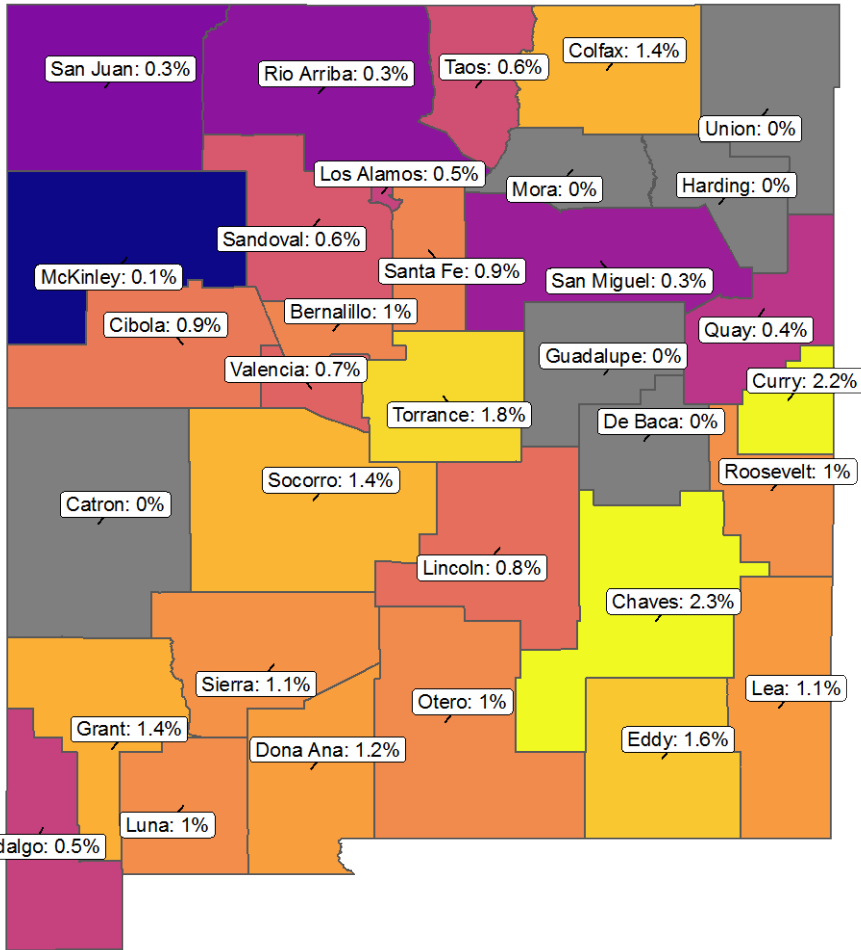 San Juan: 0.3%
Rio Arriba: 0.3%
Taos: 0.6%
Colfax: 1.4%
Union: 0%
Los Alamos: 0.5%
Mora: 0%
Harding: 0%
Sandoval: 0.6%
McKinley: 0.1%
Santa Fe: 0.9%
San Miguel: 0.3%
Cibola: 0.9%
Bernalillo: 1%
Quay: 0.4%
Guadalupe: 0%
Valencia: 0.7%
Curry: 2.2%
Torrance: 1.8%
De Baca: 0%
Roosevelt: 1%
Socorro: 1.4%
Catron: 0%
Lincoln: 0.8%
Chaves: 2.3%
Sierra: 1.1%
Lea: 1.1%
Otero: 1%
Grant: 1.4%
Eddy: 1.6%
Dona Ana: 1.2%
Luna: 1%
dalgo: 0.5%